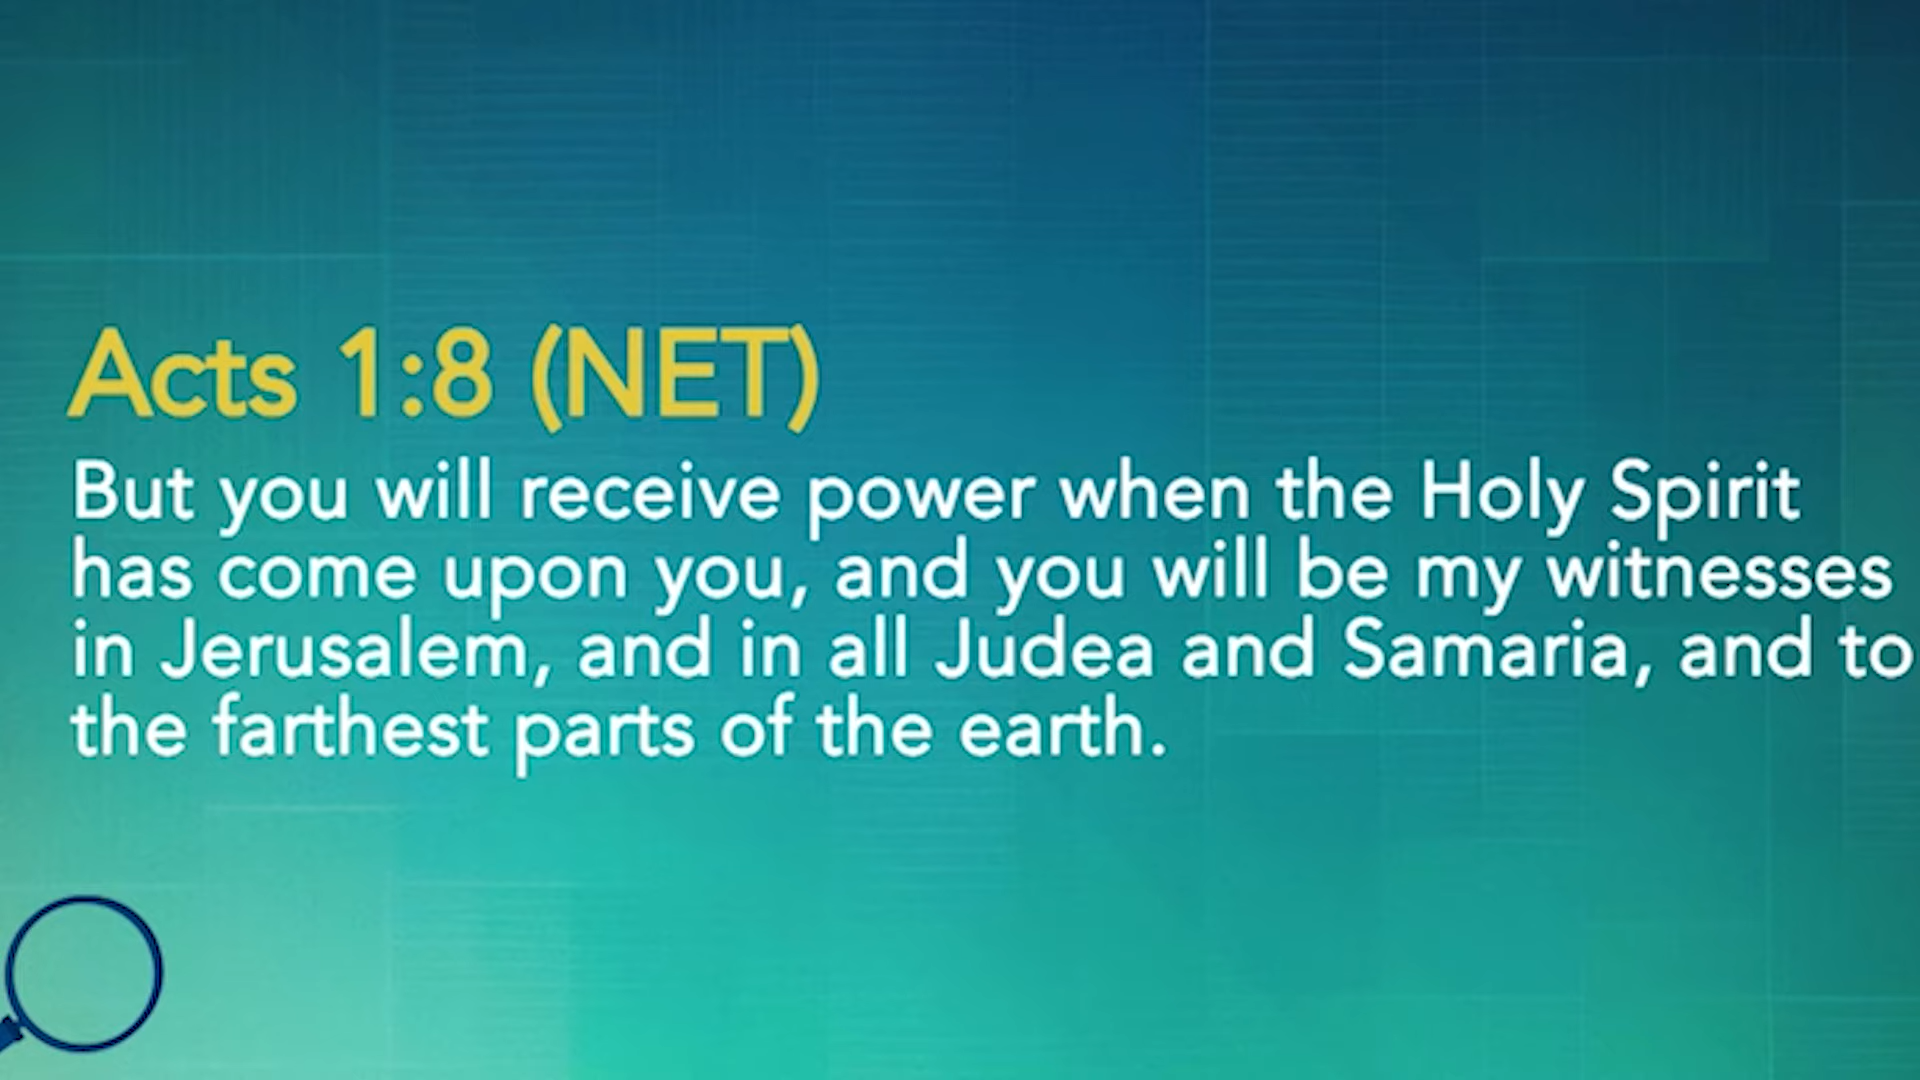 Acts 1:8 (NET)
But you will receive power when the Holy Spirit
has come upon you, and you will be my witnesses
in Jerusalem, and in all Judea and Samaria, and to
the farthest parts of the earth.